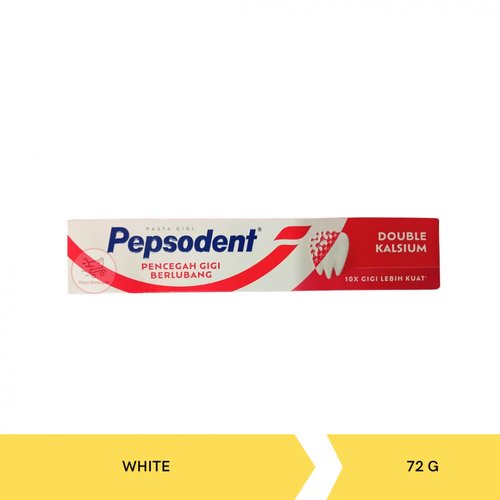 PASTA GIGI
Pepsodent®
PENCEGAH GIGI
BERLUBANG
DOUBLE
KALSIUM
10X GIGI LEBIH KUAT*
WHITE
72 G